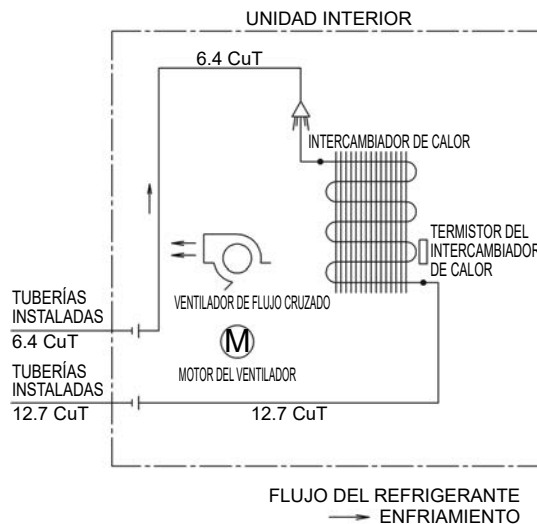 UNIDAD INTERIOR
6.4 CuT
INTERCAMBIADOR DE CALOR
TERMISTOR DEL
INTERCAMBIADOR
DE CALOR
VENTILADOR DE FLUJO CRUZADO
TUBERÍAS
INSTALADAS
6.4 CuT
M
MOTOR DEL VENTILADOR
TUBERÍAS
INSTALADAS
12.7 CuT
12.7 CuT
FLUJO DEL REFRIGERANTE
ENFRIAMIENTO